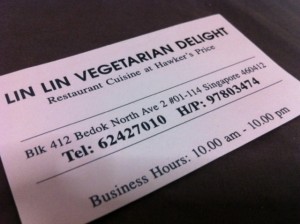 LIN LIN VEGETARIAN DELIGHT
Restaurant Cuisine at Hawker's Price
Blk 412 Bedok North Ave 2 #01-114 Singapore 460412
Tel: 62427010 H/P: 97803474
Business Hours: 10.00 am - 10.00 pm